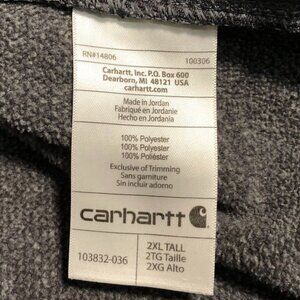 RN#14806 100306
Carhartt, Inc. P.O. Box 600
Dearborn, MI 48121 USA
carhartt.com
Made in Jordan
Fabriqué en Jordanie
Hecho en Jordania
100% Polyester
100% Polyester
100% Polyester
Exclusive of Trimming
Sans garniture
Sin incluir adorno
carhartt
103832-036
2XL TALL
2TG Taille
2XG Alto